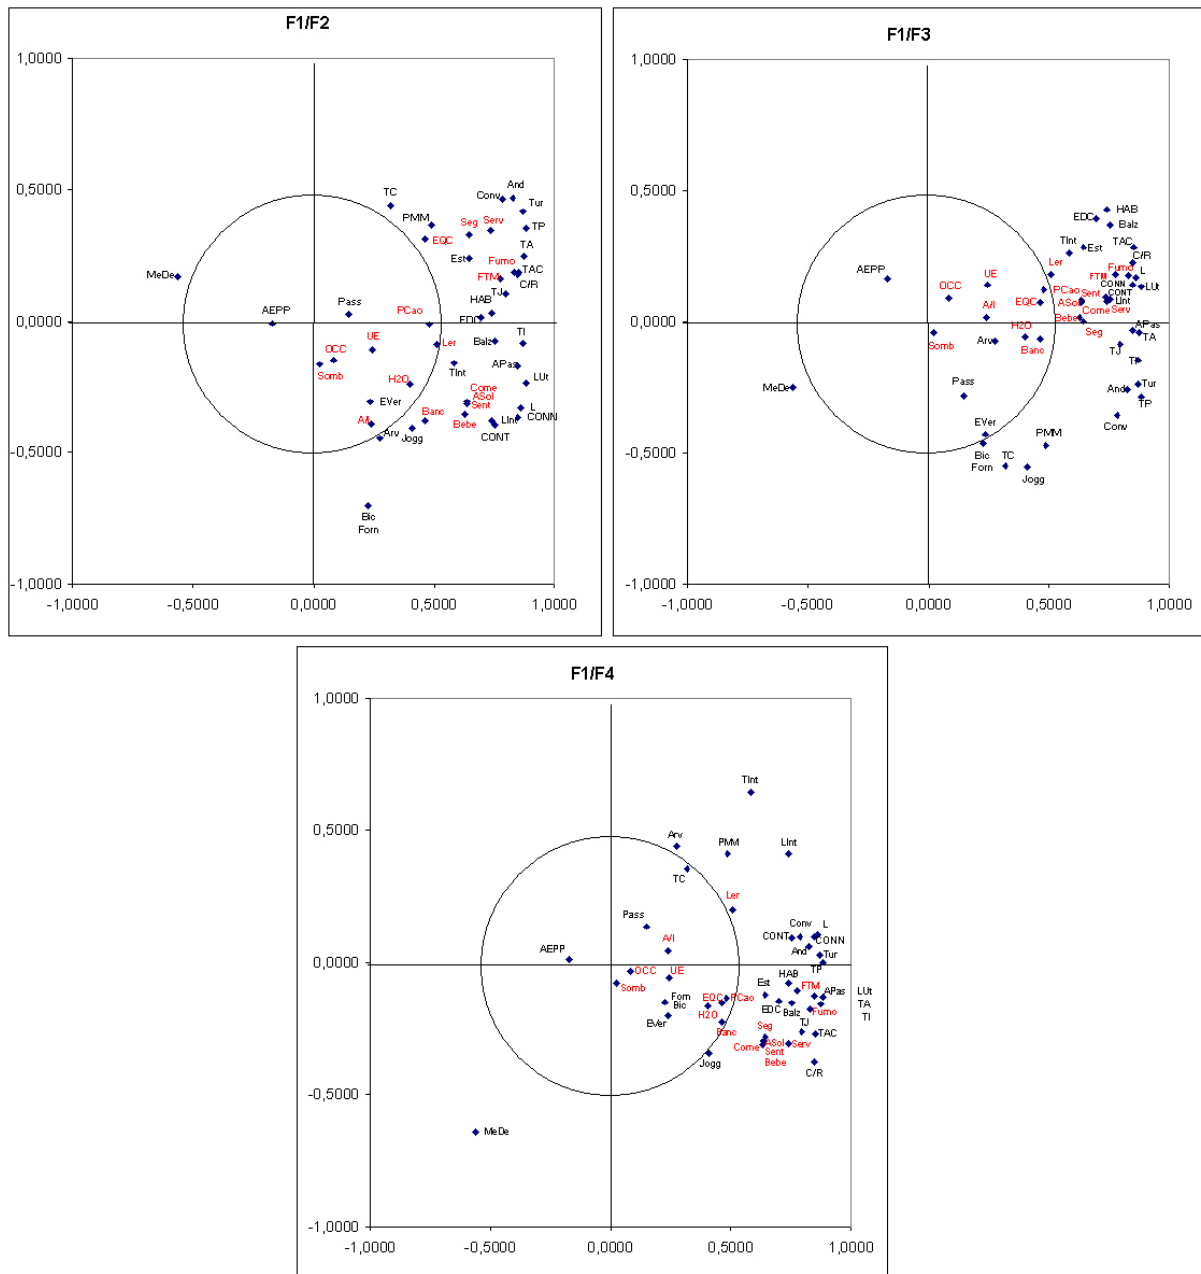 F1/F2
1,0000
And
TC
Conv
Tur
0,5000
PMM
Seg
Serv
TP
EQC
TA
Est
Fumo
TAC
MeDe
FTM
C/R
TJ
Pass
HAB
AEPP
PCao
EDC
0,0000
TI
UE
Balz
Ler
OCC
APas
Somb
TInt
LUt
H2O
Come
ASol
EVer
Sent
L
Banc
LInt
CONN
A/I
Bebe
Arv
Jogg
CONT
-0,5000
Bic
Forn
-1,0000
-1,0000
-0,5000
0,0000
0,5000
1,0000
F1/F3
1,0000
0,5000
HAB
EDC
Balz
TInt
Est
TAC
C/R
AEPP
Ler
Fumo
UE
FTM
L
CONN
LUt
OCC
PCao
Sent
CONT
EQC
ASol
LInt
A/I
Come
Serv
Bebe
0,0000
H2O
APas
Somb
Seg
TA
Arv
Banc
TJ
TI
MeDe
Pass
And
Tur
TP
EVer
Conv
PMM
Bic
TC
Forn
Jogg
-0,5000
-1,0000
-1,0000
-0,5000
0,0000
0,5000
1,0000
F1/F4
1,0000
TInt
0,5000
Arv
PMM
LInt
TC
Ler
Pass
Conv
L
A/I
CONT
CONN
AEPP
And
Tur
0,0000
TP
OCC
UE
HAB
Est
FTM
APas
LUt
Somb
Forn
EQC
PCao
TA
Bic
EDC
Balz
Fumo
H2O
TI
EVer
Seg
TJ
Banc
TAC
ASol
Come
Serv
Sent
Jogg
Bebe
C/R
-0,5000
MeDe
-1,0000
-1,0000
-0,5000
0,0000
0,5000
1,0000